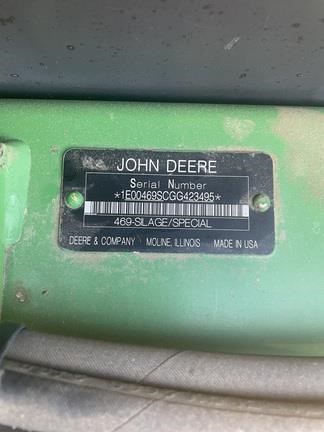 JOHN DEERE
Serial Number
*1E00469SCGG423495*
469-SILAGE/SPECIAL
DEERE & COMPANY MOLINE, ILLINOIS MADE IN USA